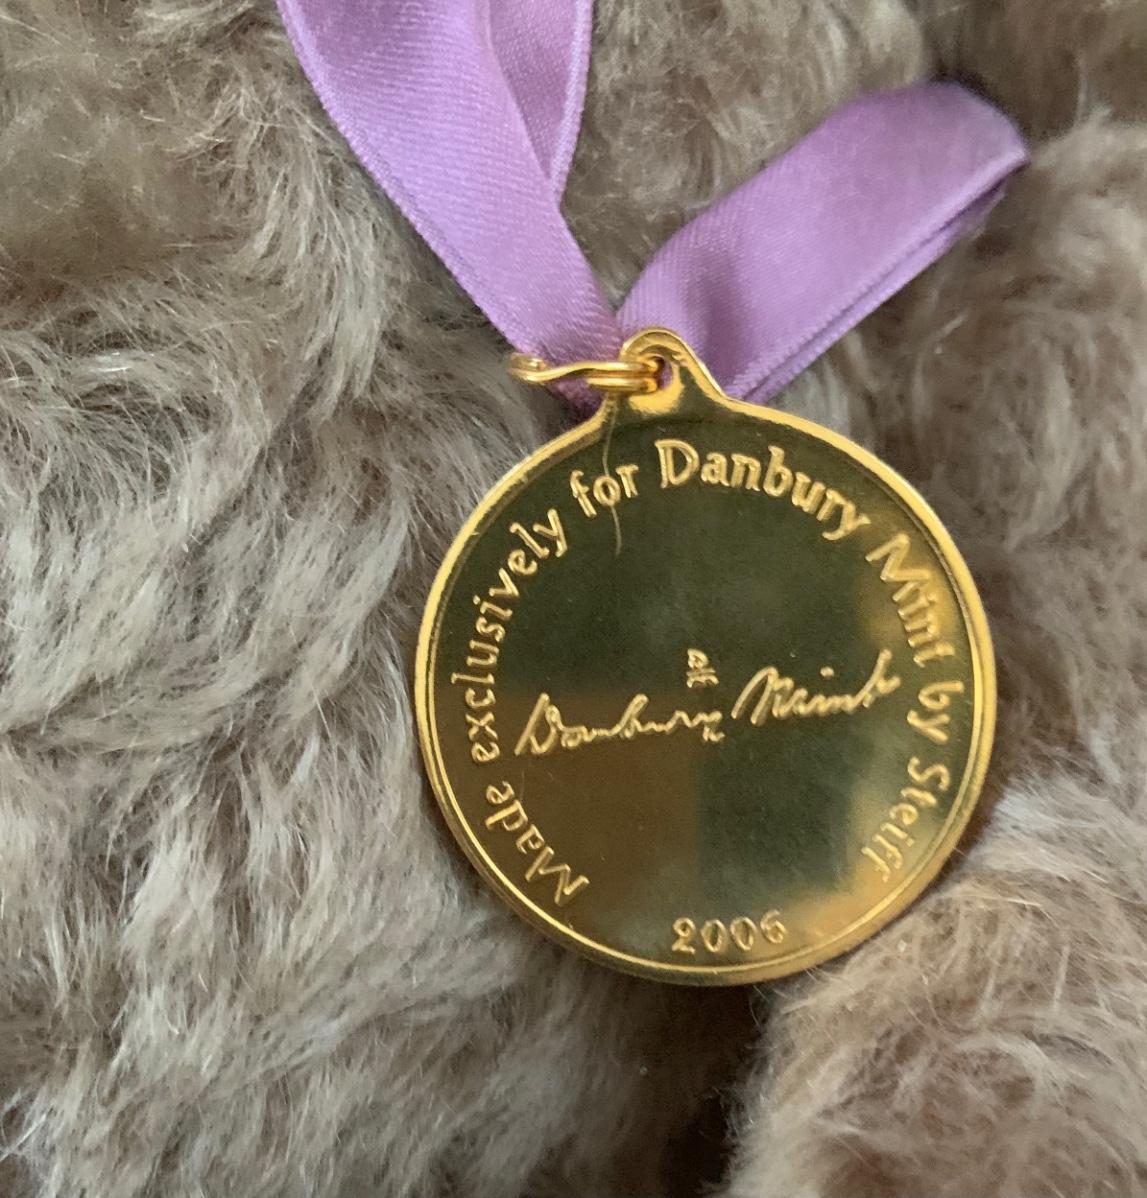 Made exclusively for Danbury Mint by Steiff
Danbury Mint
2006